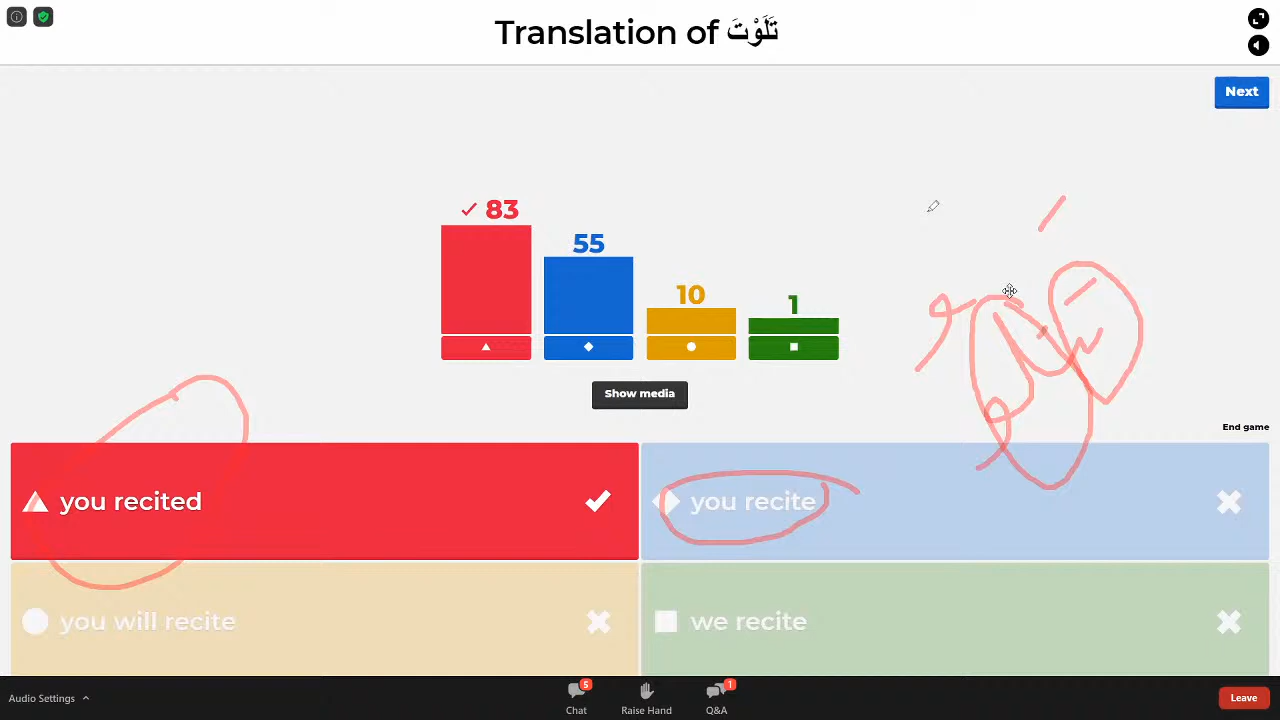 Translation of تَلَوْتَ
Next
83
55
10
1
Show media
End game
you recited
you recite
you will recite
we recite
Audio Settings
5
1
Chat
Raise Hand
Q&A
Leave